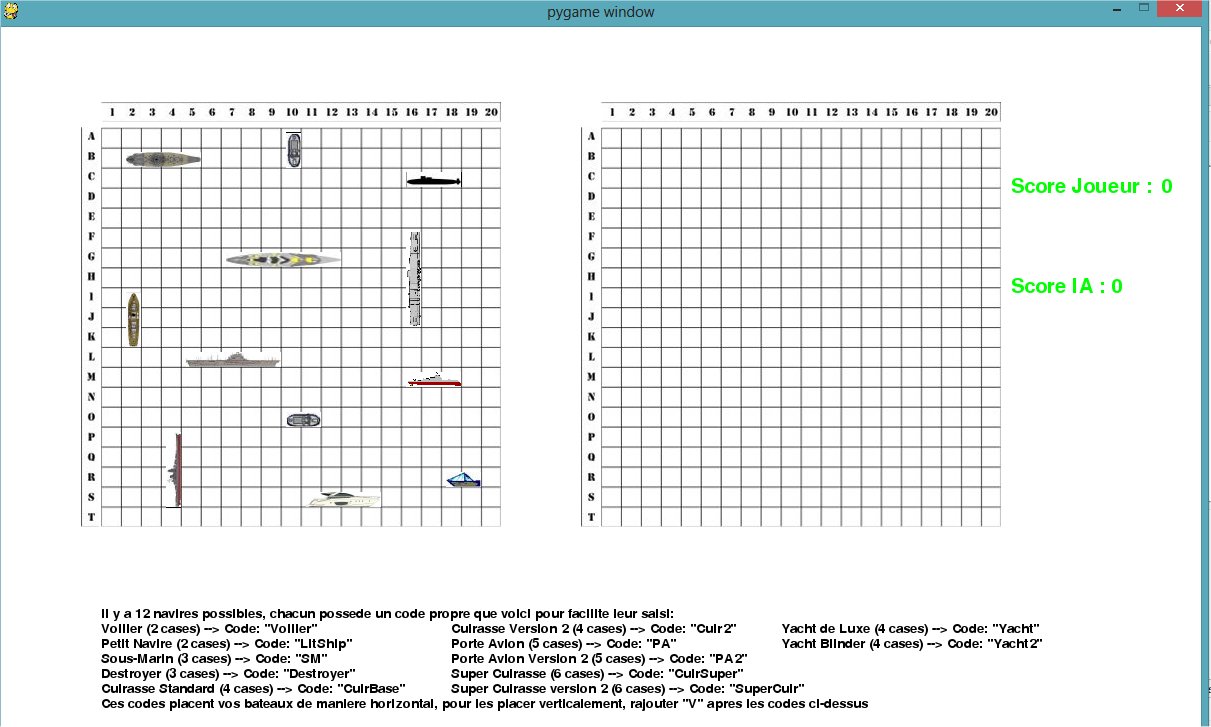 pygame window
1 2 3 4 5 6 7 8 9 10 11 12 13 14 15 16 17 18 19 20
A
B
C
D
E
F
G
H
I
J
K
L
M
N
O
P
Q
R
S
T
1 2 3 4 5 6 7 8 9 10 11 12 13 14 15 16 17 18 19 20
A
B
C
D
E
F
G
H
I
J
K
L
M
N
O
P
Q
R
S
T
Score Joueur : 0
Score IA : 0
Il y a 12 navires possibles, chacun possede un code propre que voici pour facilite leur saisi:
Voilier (2 cases) --> Code: "Voilier"
Petit Navire (2 cases) --> Code: "LitShip"
Sous-Marin (3 cases) --> Code: "SM"
Destroyer (3 cases) --> Code: "Destroyer"
Cuirasse Standard (4 cases) --> Code: "CuirBase"
Cuirasse Version 2 (4 cases) --> Code: "Cuir2"
Porte Avion (5 cases) --> Code: "PA"
Porte Avion Version 2 (5 cases) --> Code: "PA2"
Super Cuirasse (6 cases) --> Code: "CuirSuper"
Super Cuirasse version 2 (6 cases) --> Code: "SuperCuir"
Yacht de Luxe (4 cases) --> Code: "Yacht"
Yacht Blinder (4 cases) --> Code: "Yacht2"
Ces codes placent vos bateaux de maniere horizontal, pour les placer verticalement, rajouter "V" apres les codes ci-dessus